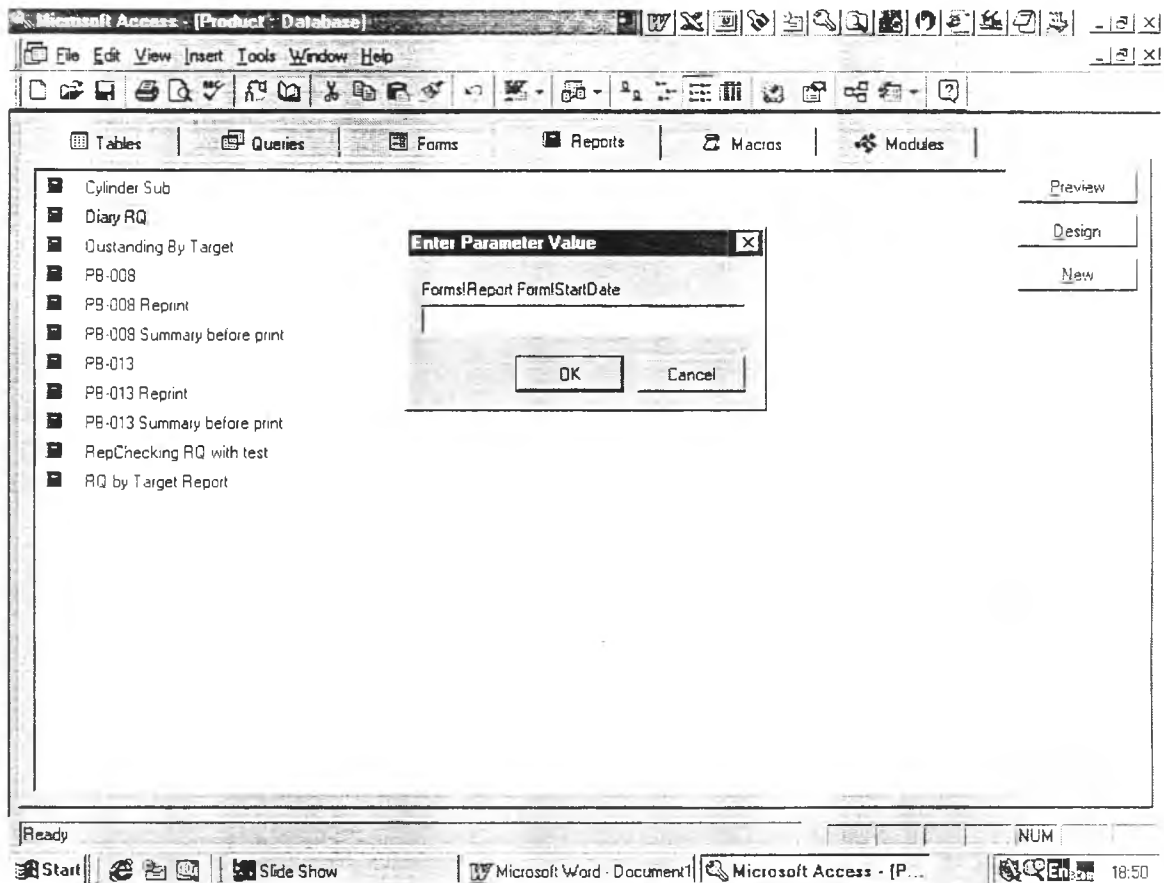 Microsoft Access - [Product - Database]
File Edit View Insert Tools Window Help
Tables Queries Forms Reports Macros Modules
Cylinder Sub
Diary RQ
Oustanding By Target
PB-008
PB-008 Reprint
PB-008 Summary before print
PB-013
PB-013 Reprint
PB-013 Summary before print
RepChecking RQ with test
RQ by Target Report
Preview
Design
New
Enter Parameter Value
Forms!Report Form!StartDate
OK Cancel
Ready NUM
Start Slide Show Microsoft Word - Document1 Microsoft Access - [P... En 18:50